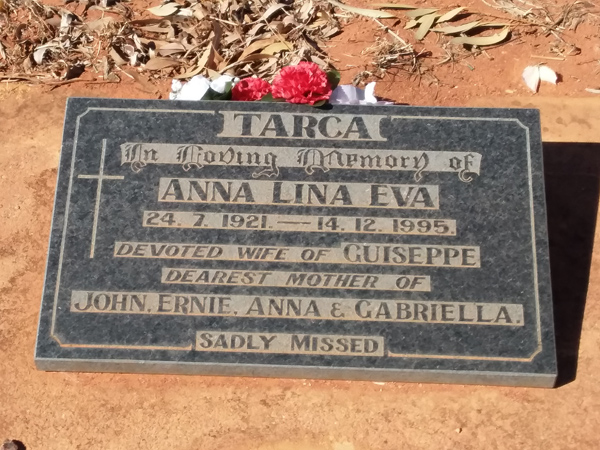 TARCA
In Loving Memory of
ANNA LINA EVA
24. 7. 1921. — 14. 12. 1995.
DEVOTED WIFE OF GUISEPPE
DEAREST MOTHER OF
JOHN, ERNIE, ANNA & GABRIELLA.
SADLY MISSED